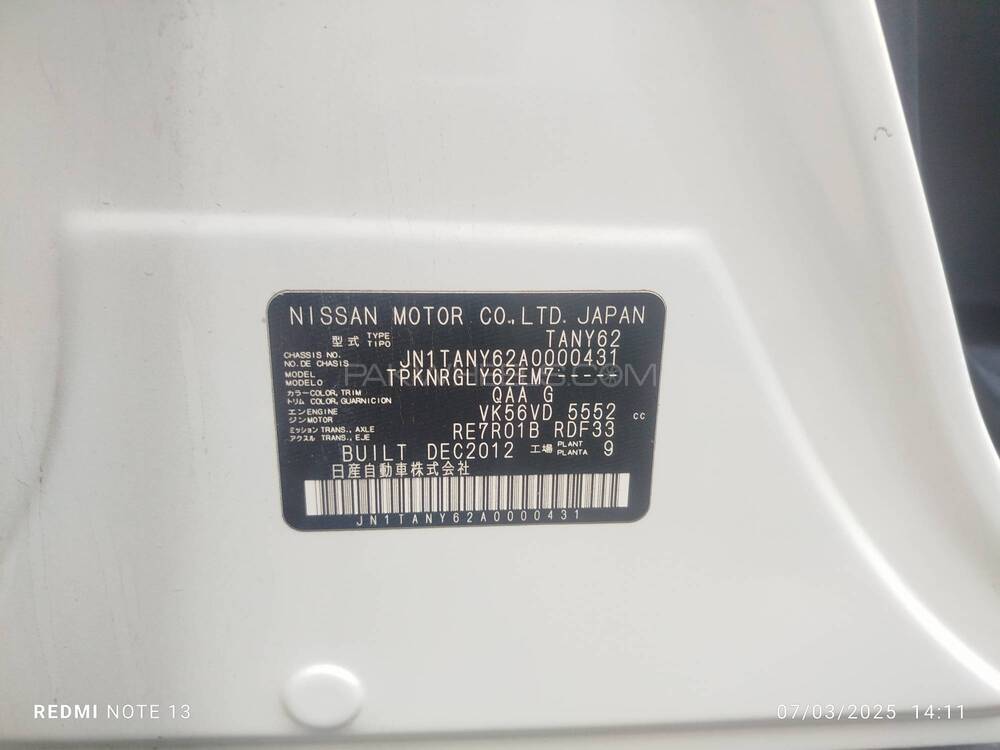 NISSAN MOTOR CO.,LTD. JAPAN
型式 TYPE TIPO TANY62
CHASSIS NO. NO. DE CHASIS JN1TANY62A0000431
MODEL MODELO TPKNRGLY62EM7-----
カラー COLOR, TRIM トリム COLOR, GUARNICION QAA G
エンジン ENGINE MOTOR VK56VD 5552 cc
ミッション TRANS., AXLE アクスル TRANS., EJE RE7R01B RDF33
BUILT DEC2012 工場 PLANT PLANTA 9
日産自動車株式会社
JN1TANY62A0000431
REDMI NOTE 13
07/03/2025 14:11